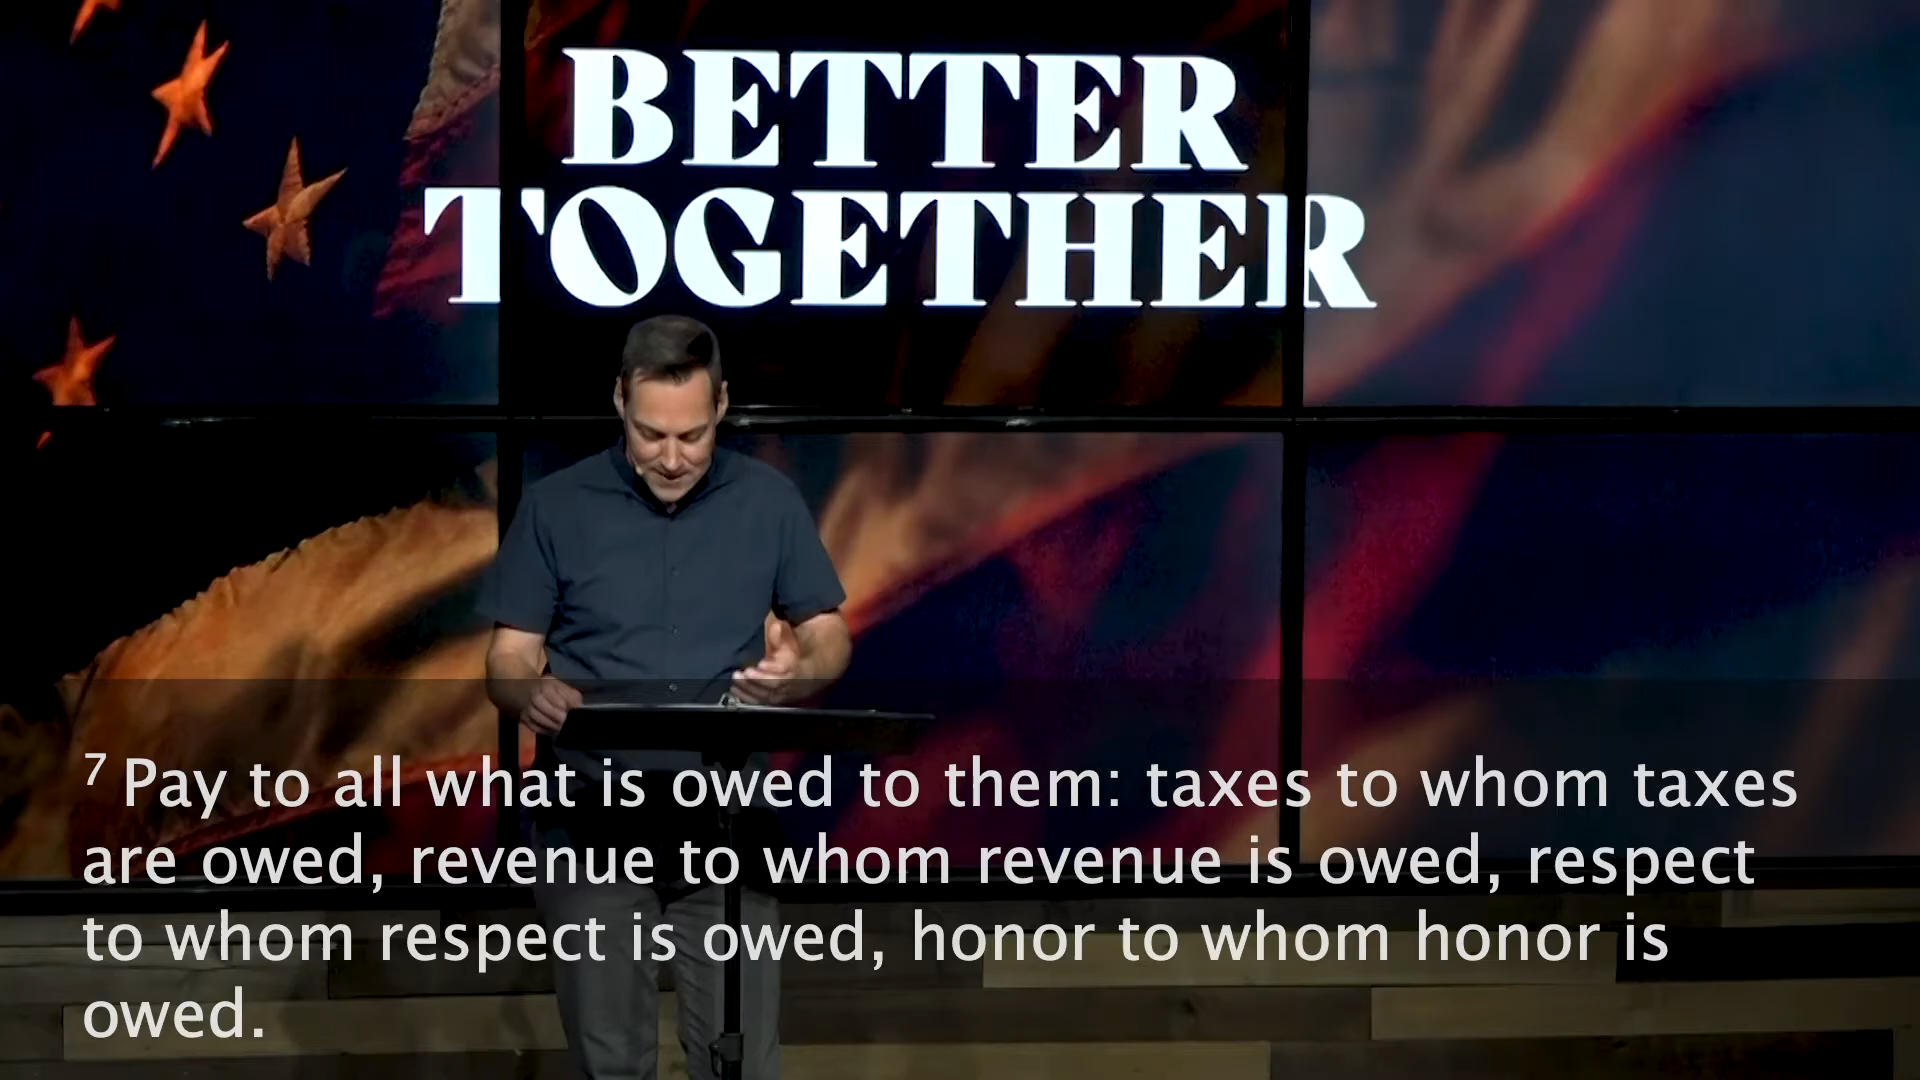 BETTER
TOGETHER
7 Pay to all what is owed to them: taxes to whom taxes
are owed, revenue to whom revenue is owed, respect
to whom respect is owed, honor to whom honor is
owed.